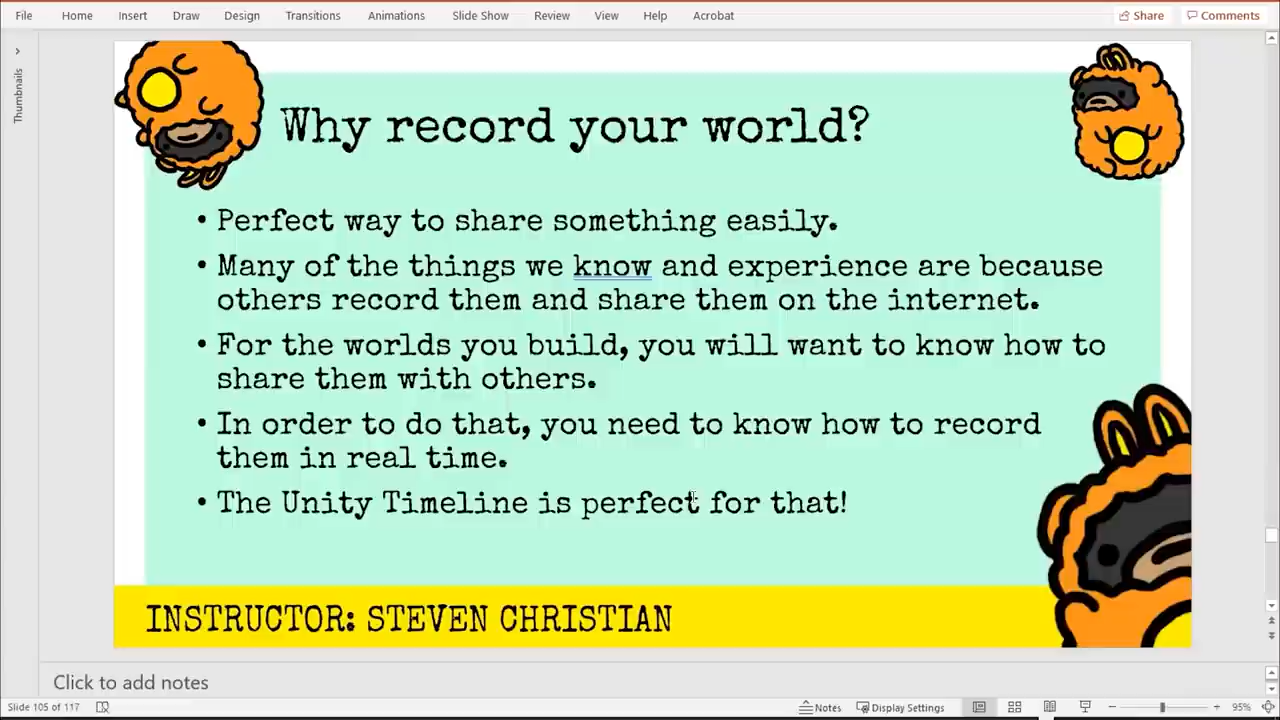 File Home Insert Draw Design Transitions Animations Slide Show Review View Help Acrobat Share Comments
Thumbnails
Why record your world?
• Perfect way to share something easily.
• Many of the things we know and experience are because
others record them and share them on the internet.
• For the worlds you build, you will want to know how to
share them with others.
• In order to do that, you need to know how to record
them in real time.
• The Unity Timeline is perfect for that!
INSTRUCTOR: STEVEN CHRISTIAN
Click to add notes
Slide 105 of 117 Notes Display Settings 95%